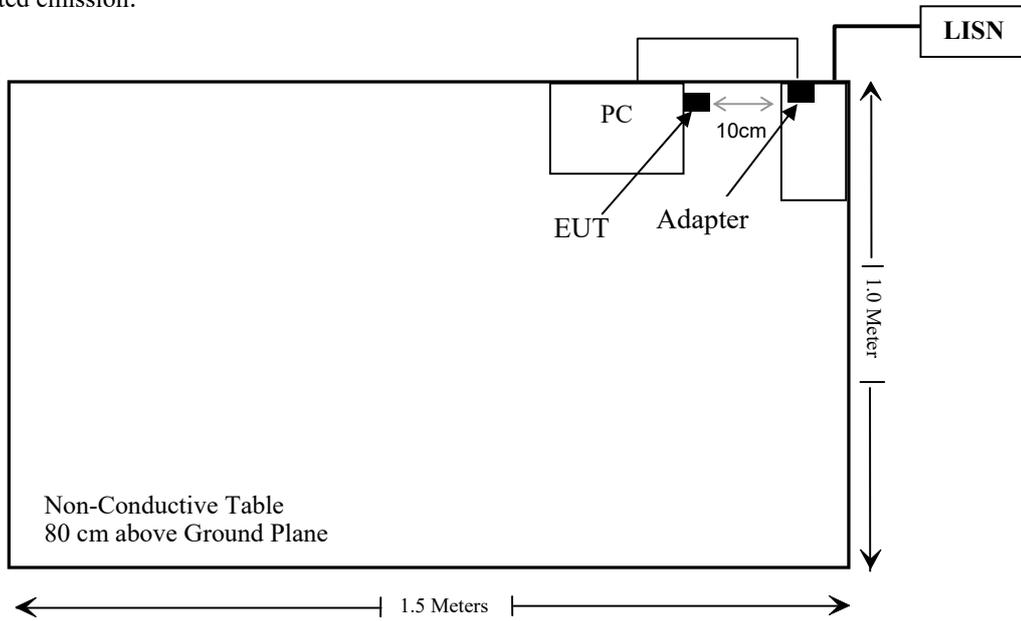 emission.
LISN
PC
10cm
EUT
Adapter
1.0 Meter
Non-Conductive Table
80 cm above Ground Plane
1.5 Meters